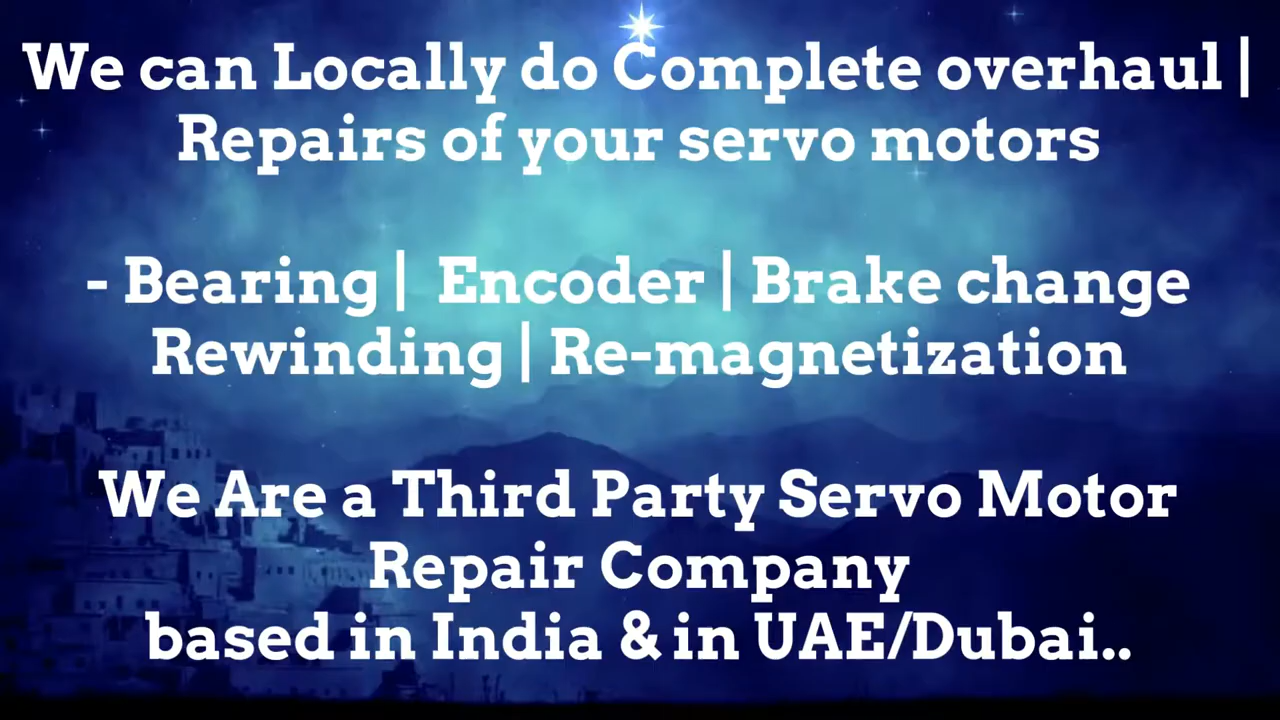 We can Locally do Complete overhaul |
Repairs of your servo motors
- Bearing | Encoder | Brake change
Rewinding | Re-magnetization
We Are a Third Party Servo Motor
Repair Company
based in India & in UAE/Dubai..